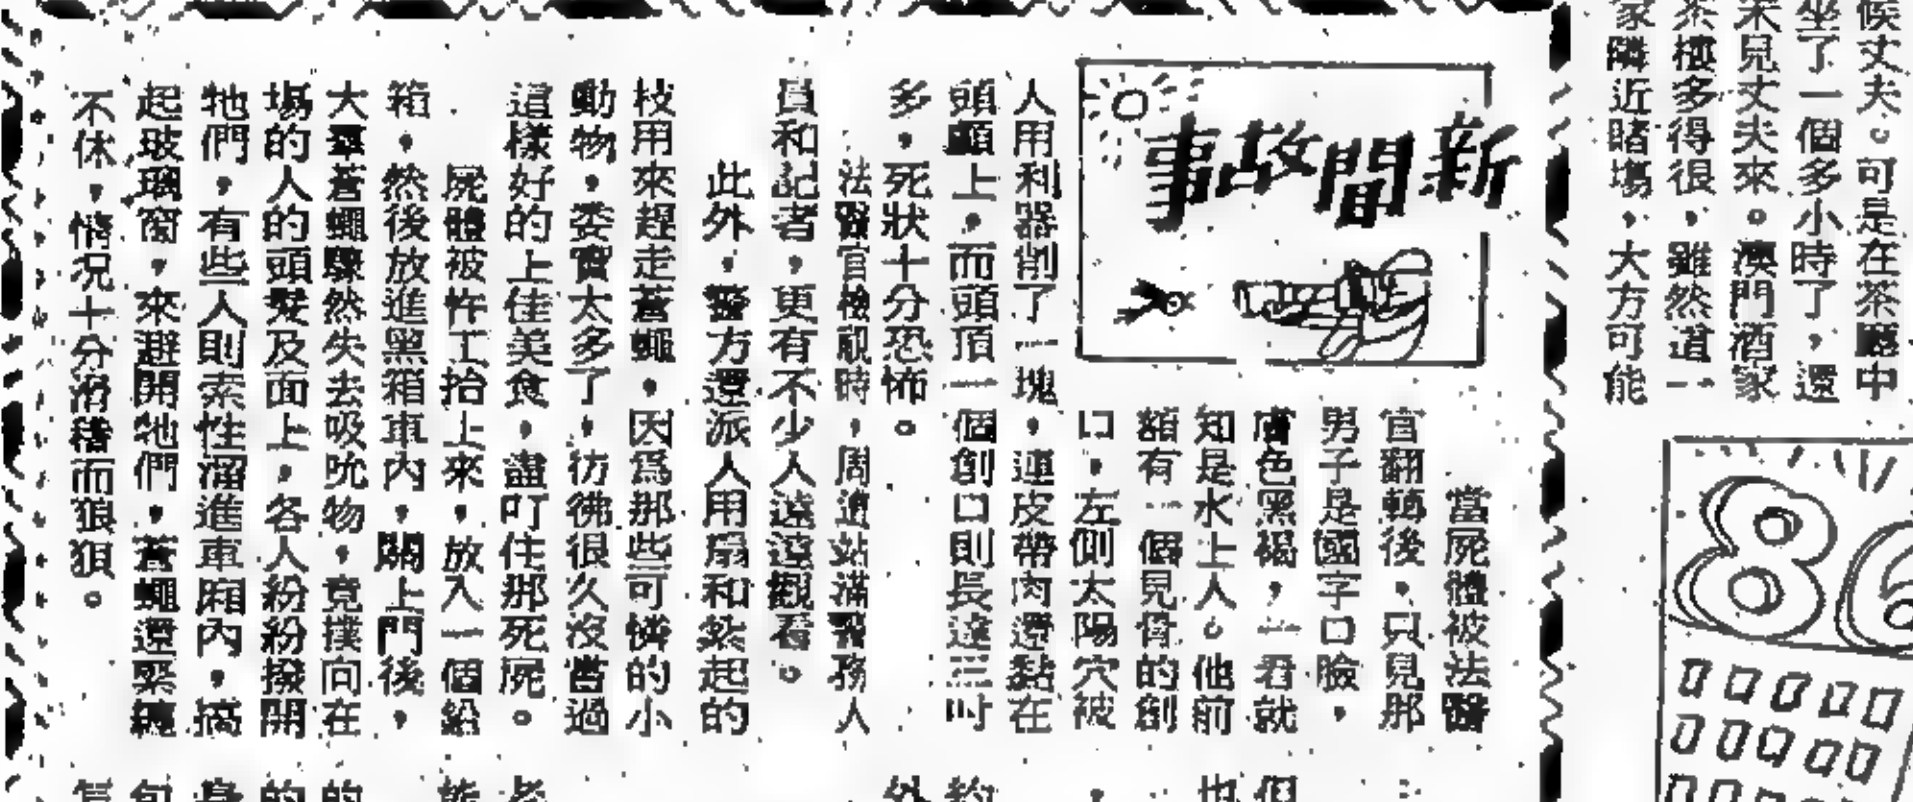 候丈夫。可是在茶廳中
坐了一個多小時了，還
未見丈夫來。澳門酒家
茶樓多得很，雖然道一
家隣近賭場，大方可能
新聞故事
當屍體被法醫
官翻轉後，只見那
男子是國字口臉，
膚色黑褐，一看就
知是水上人。他前
額有一個見骨的創
口，左側太陽穴被
人用利器削了一塊，連皮帶肉還黏在
頭顱上，而頭頂一個創口則長達三吋
多，死狀十分恐怖。
法醫官檢視時，周邊站滿醫務人
員和記者，更有不少人遠遠觀看。
此外，警方還派人用扇和紮起的
枝用來趕走蒼蠅，因為那些可憐的小
動物，委實太多了，彷彿很久沒嘗過
這樣好的上佳美食，盡叮住那死屍。
屍體被仵工抬上來，放入一個鉛
箱，然後放進黑箱車內，關上門後，
大羣蒼蠅驟然失去吸吮物，竟撲向在
場的人的頭髮及面上，各人紛紛撥開
牠們，有些人則索性溜進車廂內，搞
起玻璃窗，來避開牠們，蒼蠅還緊纏
不休，情況十分滑稽而狼狽。
86